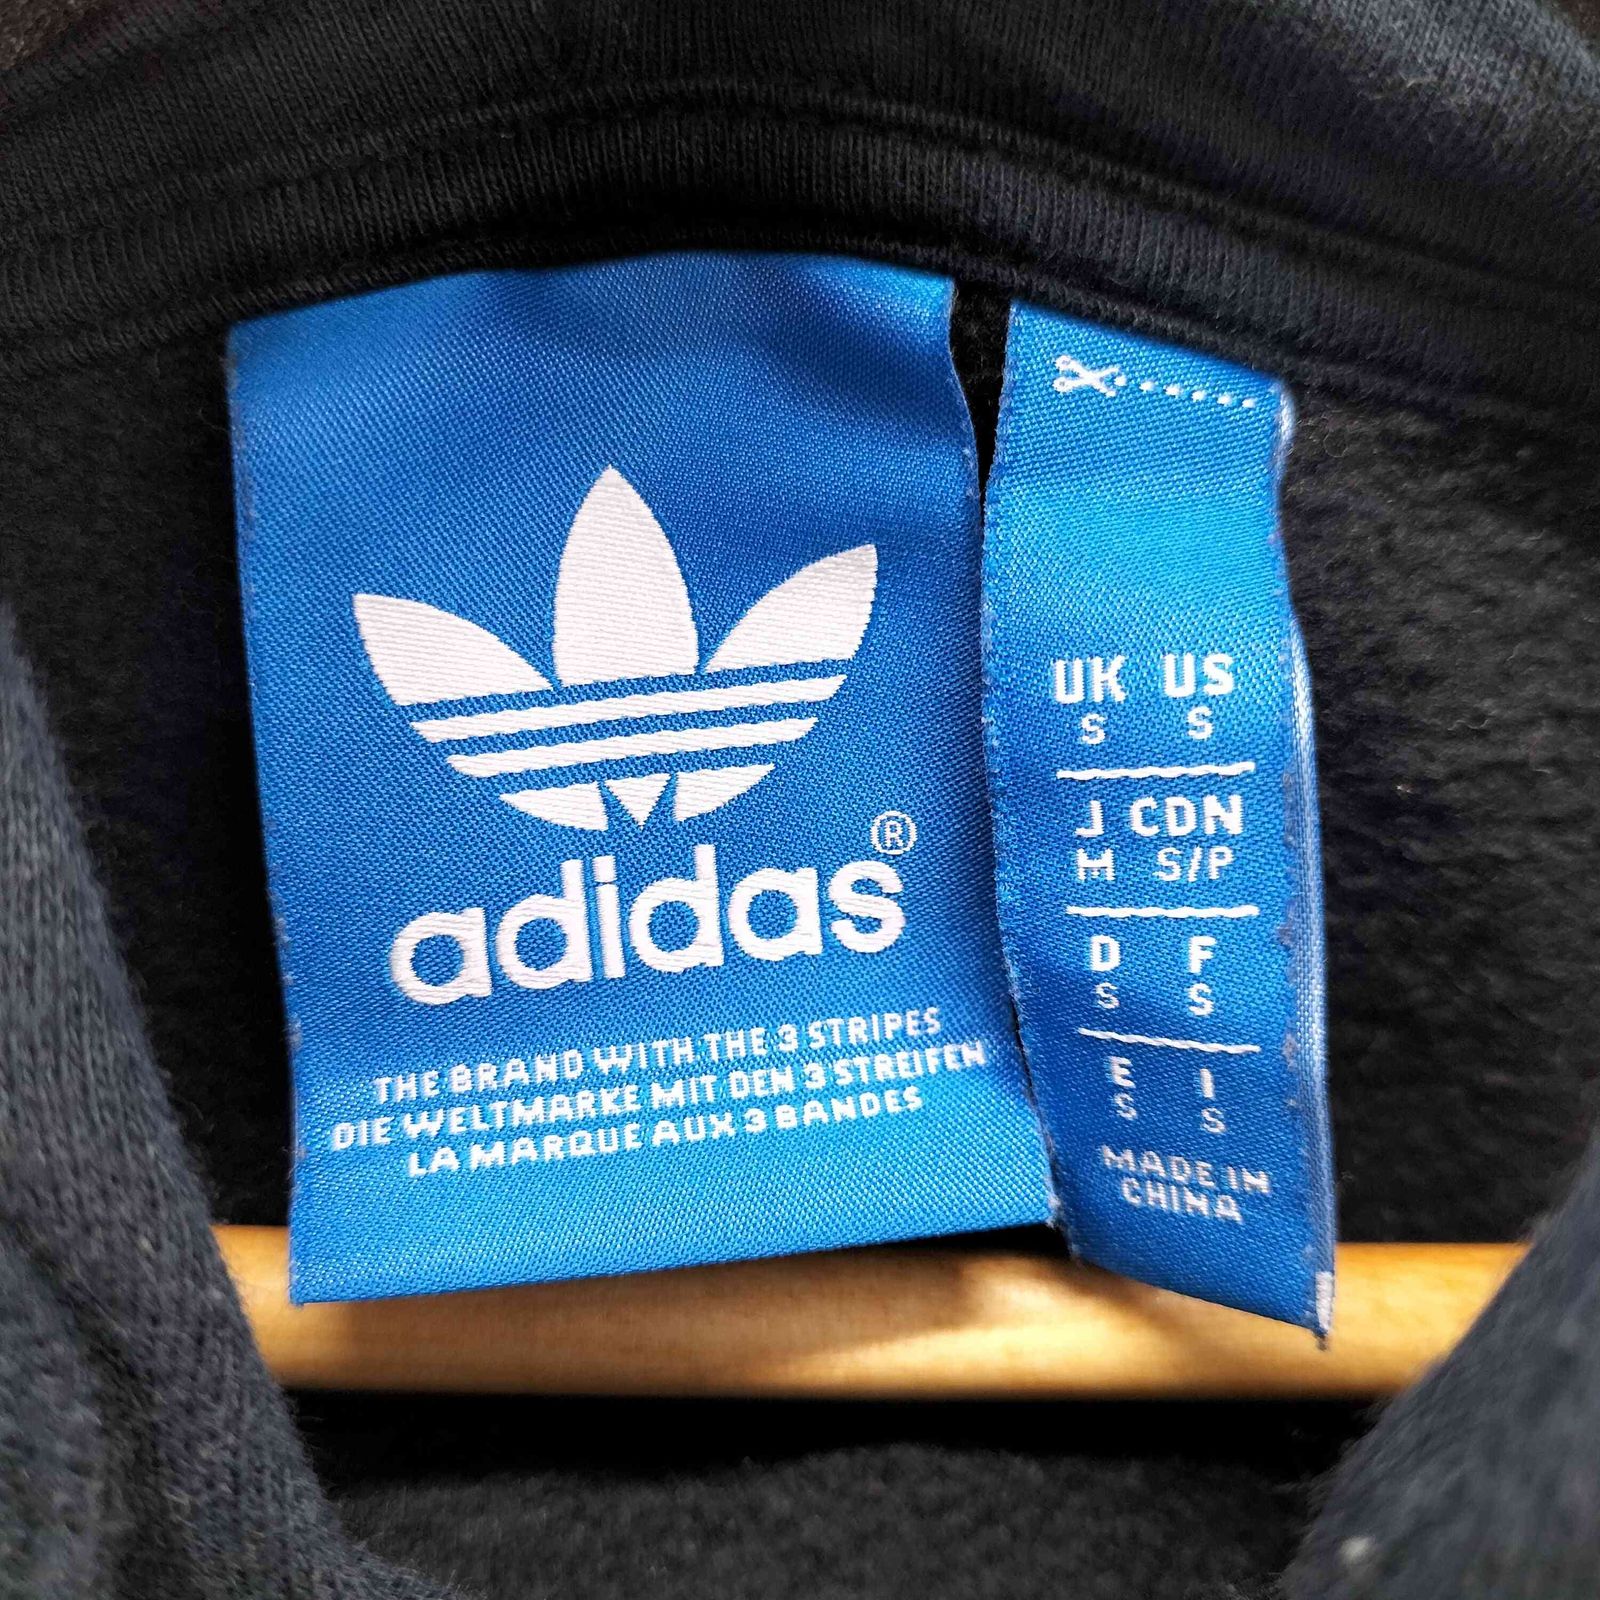 adidas®
THE BRAND WITH THE 3 STRIPES
DIE WELTMARKE MIT DEN 3 STREIFEN
LA MARQUE AUX 3 BANDES
UK US
S S
J CDN
M S/P
D F
S S
E I
S S
MADE IN
CHINA